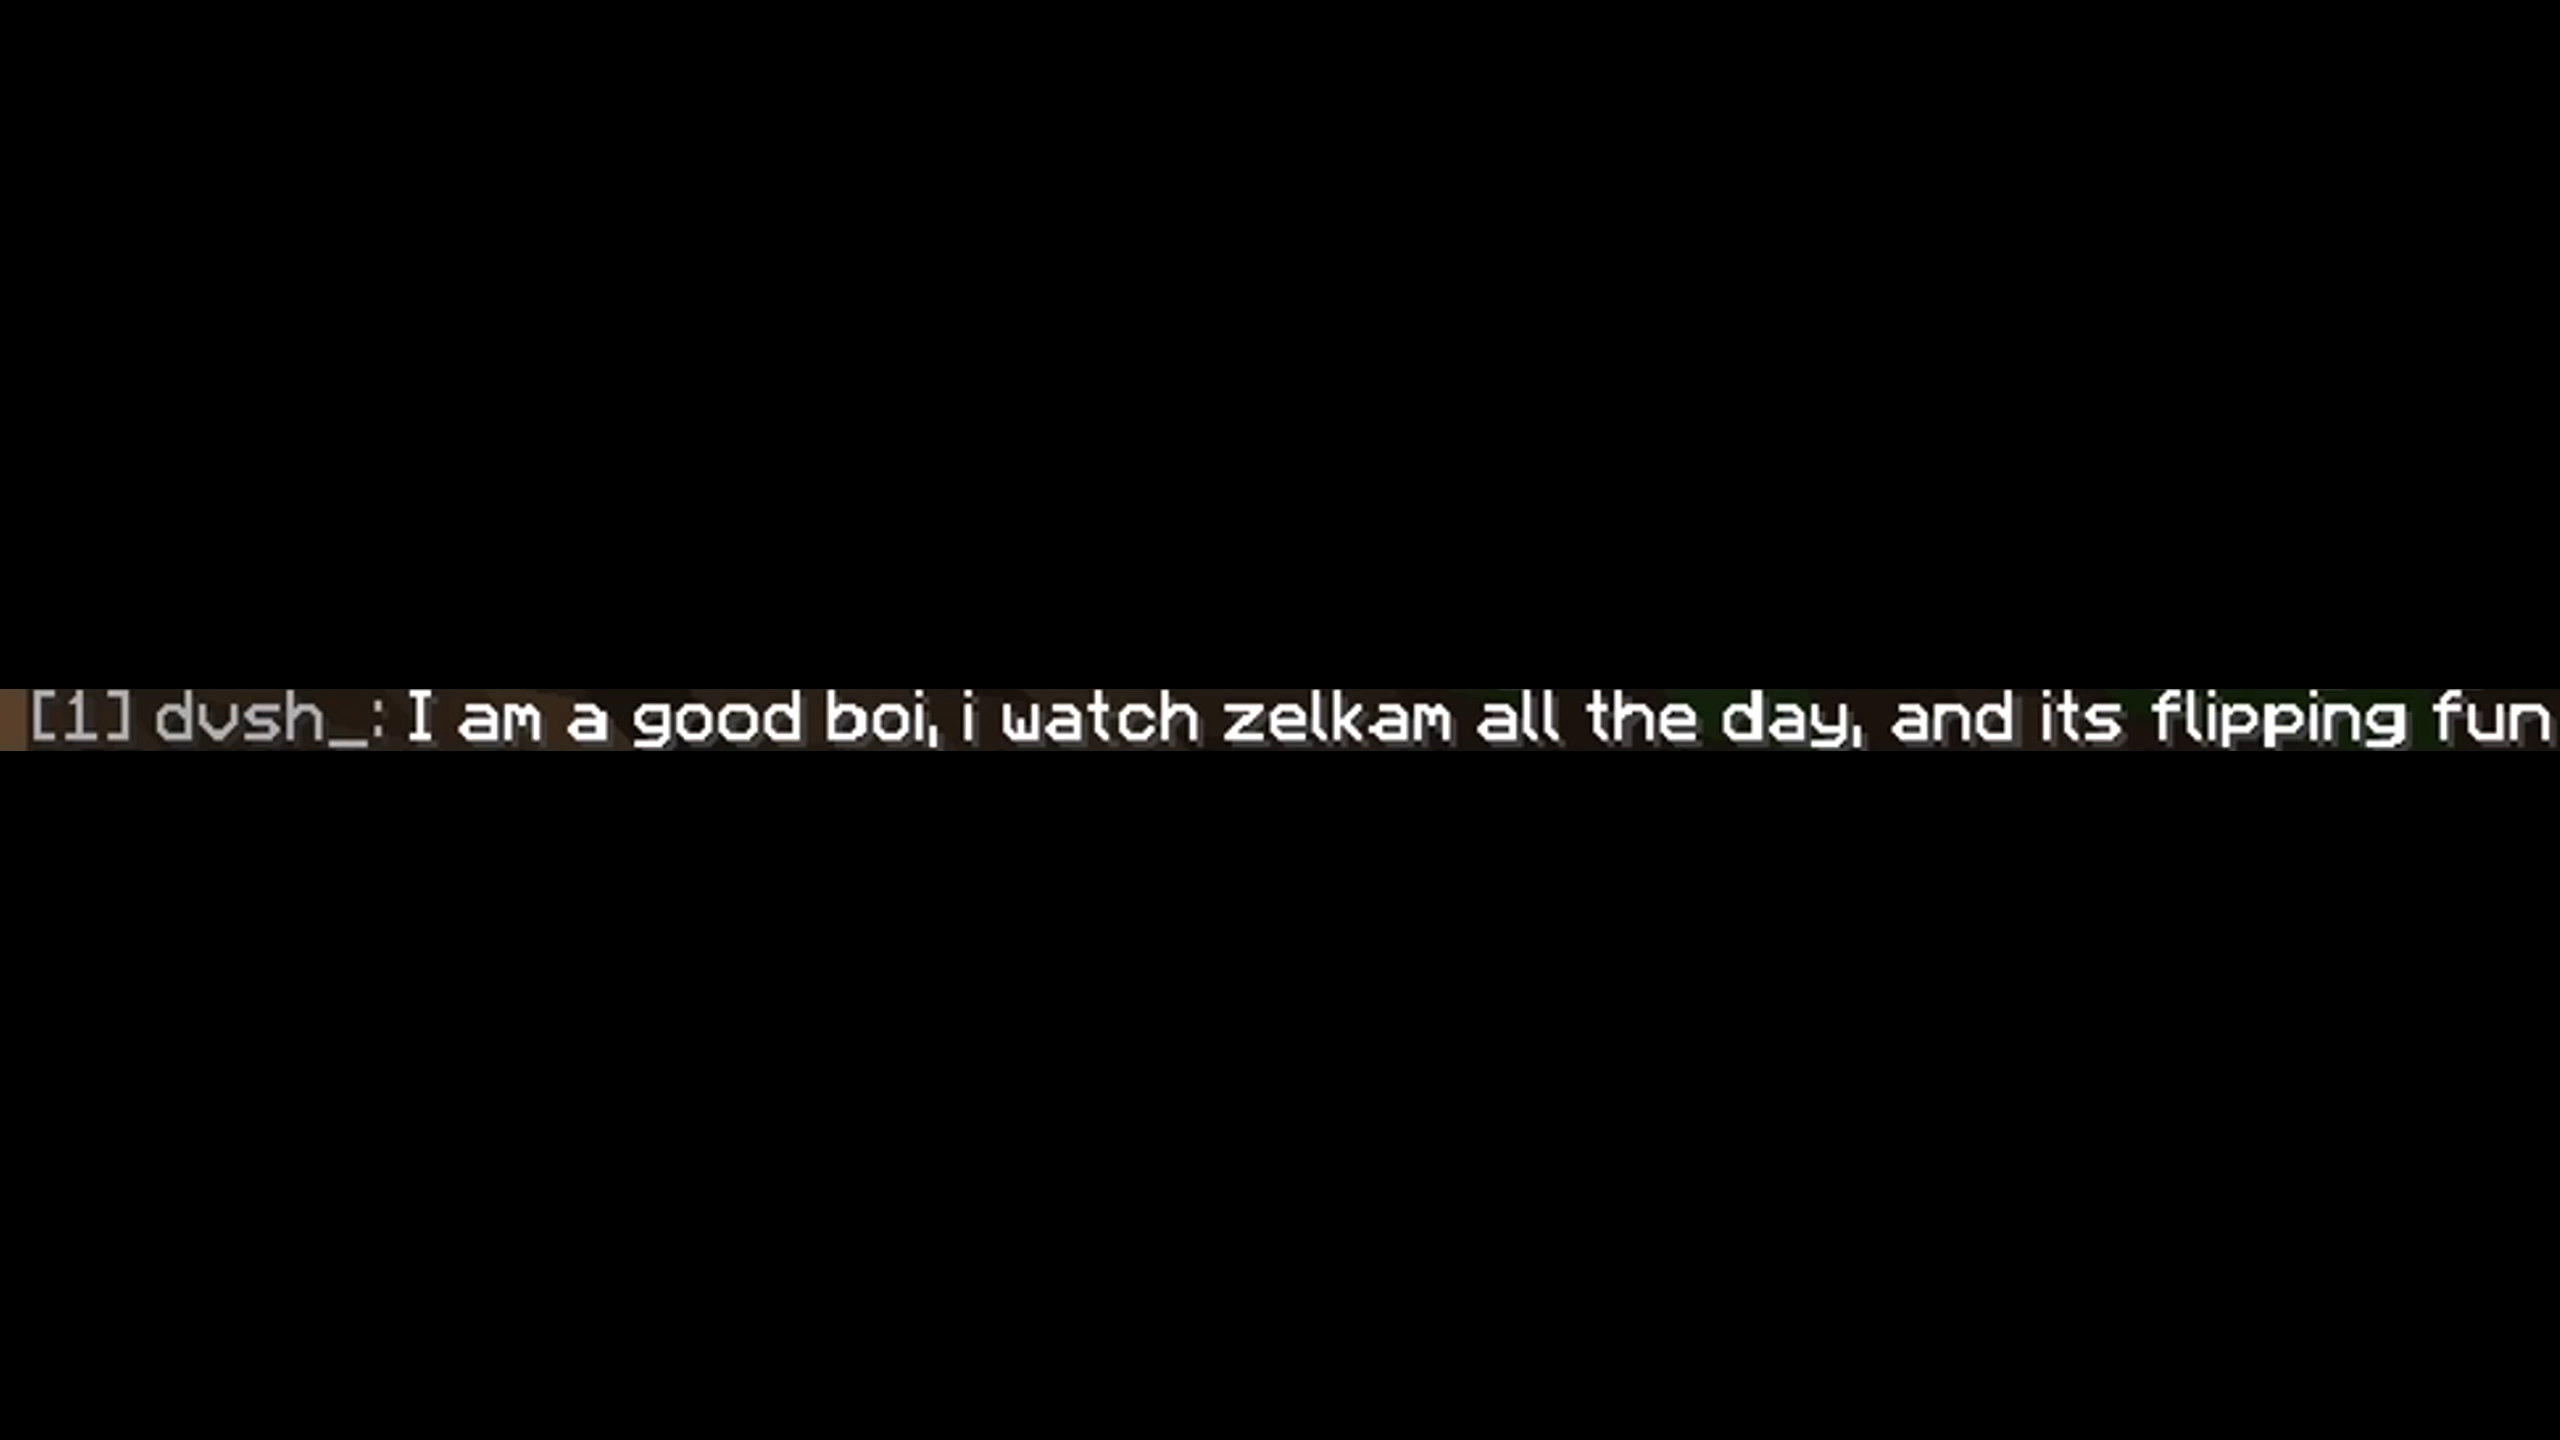 [1] dvsh_: I am a good boi, i watch zelkam all the day, and its flipping fun